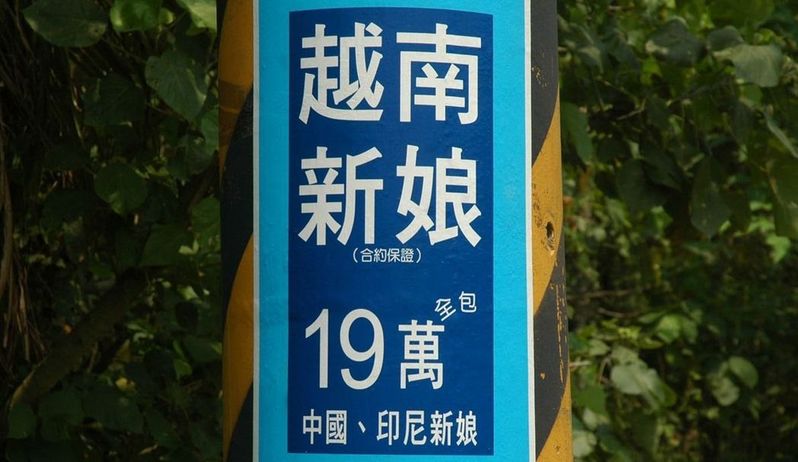 越南
新娘
（合約保證）
19萬全包
中國、印尼新娘